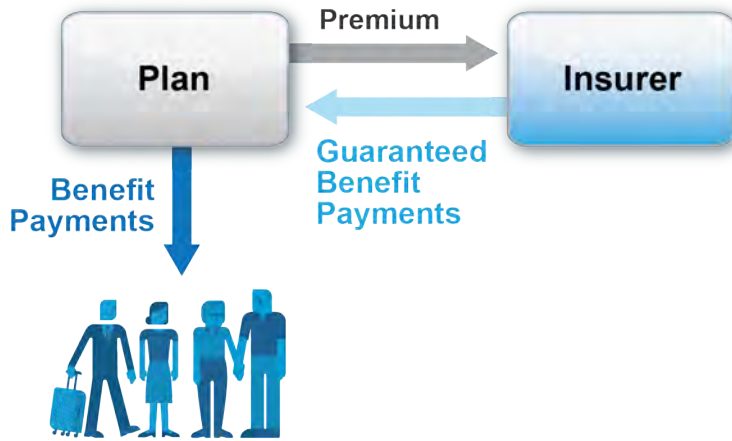 Premium
Plan
Insurer
Guaranteed
Benefit
Payments
Benefit
Payments